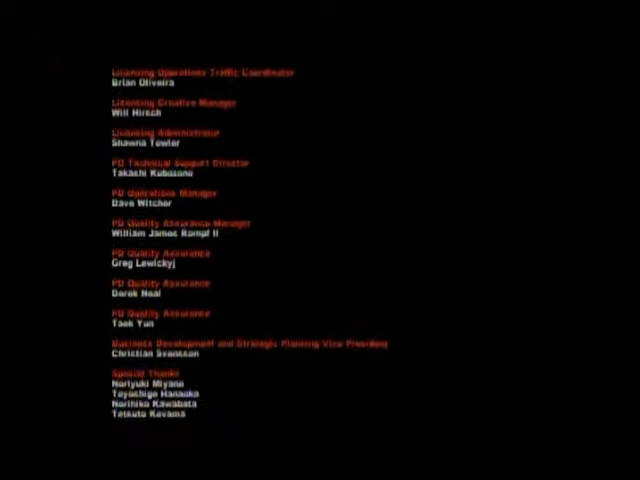 Licensing Operations Traffic Coordinator
Brian Oliveira
Licensing Creative Manager
Will Hirsch
Licensing Administrator
Shawna Towler
PD Technical Support Director
Takashi Kubozono
PD Operations Manager
Dave Witcher
PD Quality Assurance Manager
William James Rompf II
PD Quality Assurance
Greg Lewickyj
PD Quality Assurance
Derek Neal
PD Quality Assurance
Taek Yun
Business Development and Strategic Planning Vice President
Christian Svensson
Special Thanks
Noriyuki Miyano
Toyoshige Hanaoka
Norihiko Kawabata
Tetsuto Koyama